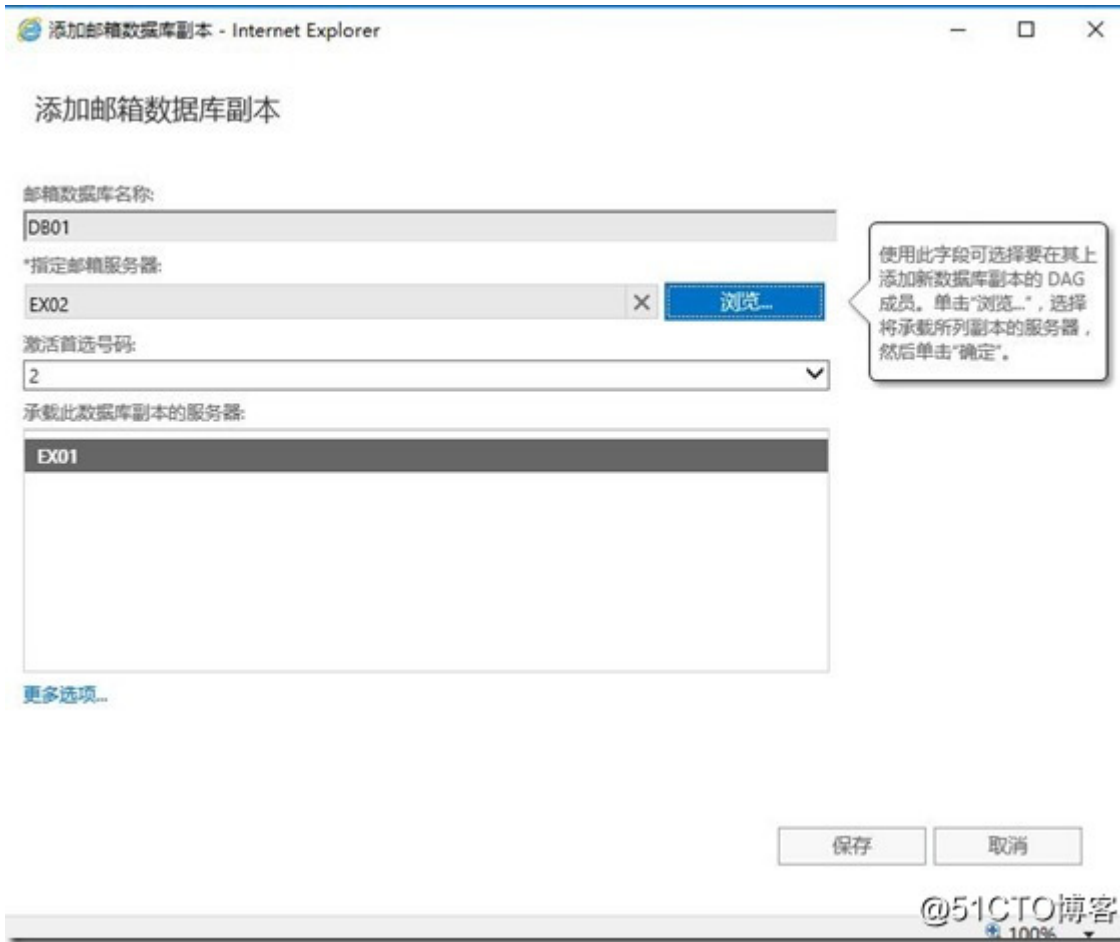 添加邮箱数据库副本 - Internet Explorer
添加邮箱数据库副本
邮箱数据库名称:
DB01
*指定邮箱服务器:
EX02
浏览...
使用此字段可选择要在其上
添加新数据库副本的 DAG
成员。单击“浏览...”，选择
将承载所列副本的服务器，
然后单击“确定”。
激活首选号码:
2
承载此数据库副本的服务器:
EX01
更多选项...
保存
取消
@51CTO博客
100%